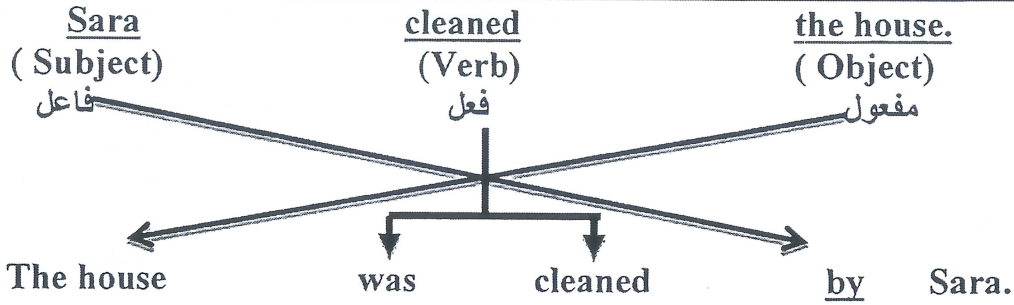 Sara cleaned the house.
( Subject) (Verb) ( Object)
فاعل فعل مفعول
The house was cleaned by Sara.